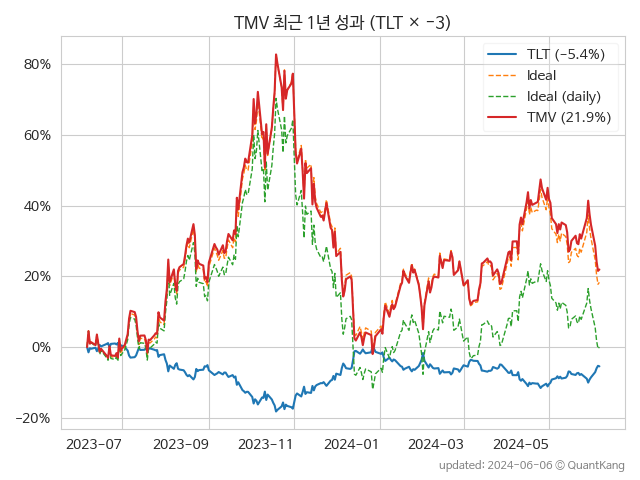 TMV 최근 1년 성과 (TLT × −3)
TLT (−5.4%)
Ideal
Ideal (daily)
TMV (21.9%)
80%
60%
40%
20%
0%
−20%
2023-07
2023-09
2023-11
2024-01
2024-03
2024-05
updated: 2024-06-06 © QuantKang